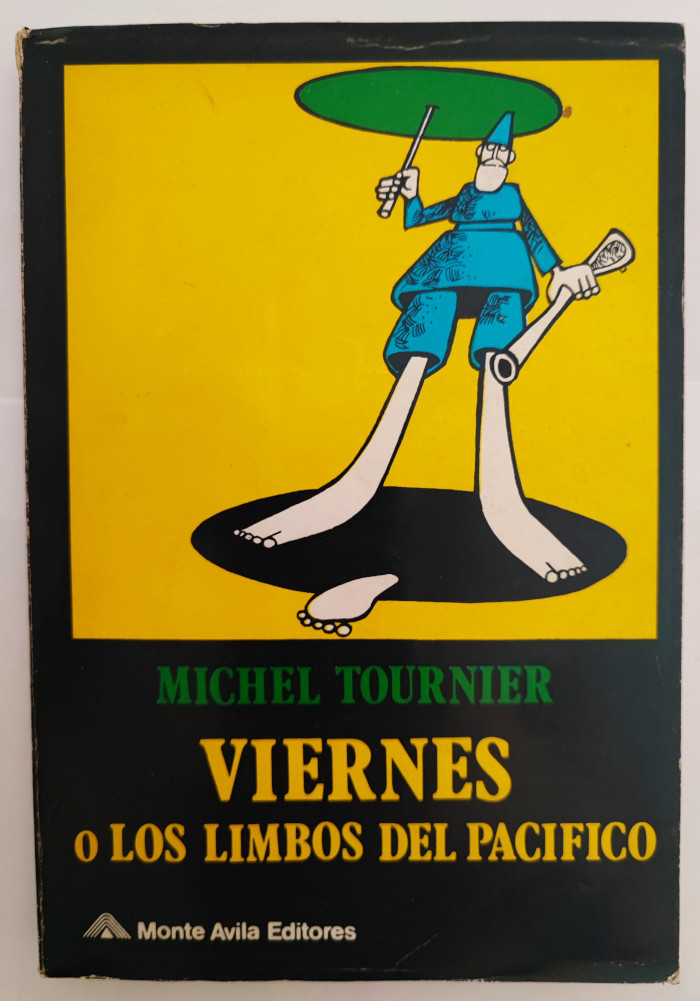 MICHEL TOURNIER
VIERNES
O LOS LIMBOS DEL PACIFICO
Monte Avila Editores